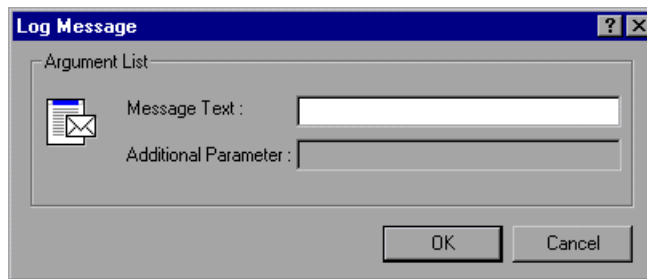 Log Message
Argument List
Message Text :
Additional Parameter :
OK
Cancel